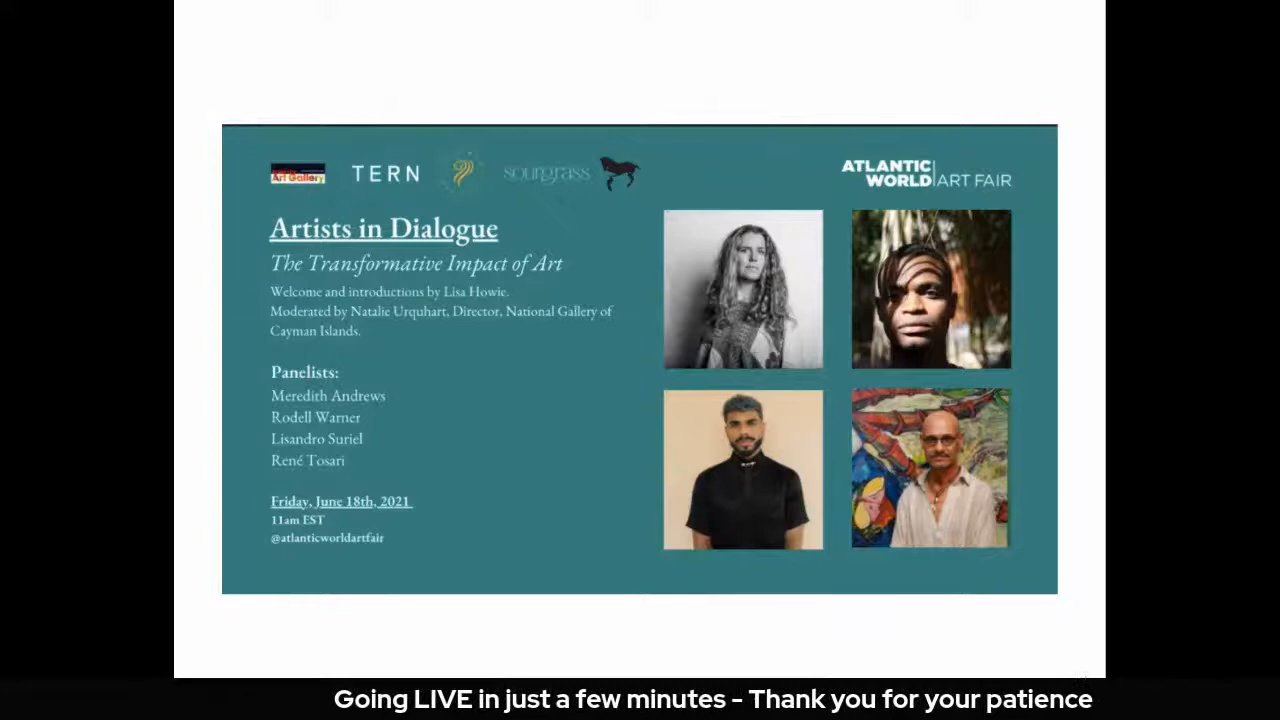 Art Gallery
TERN
sourgrass
ATLANTIC
WORLD ART FAIR
Artists in Dialogue
The Transformative Impact of Art
Welcome and introductions by Lisa Howie.
Moderated by Natalie Urquhart, Director, National Gallery of
Cayman Islands.
Panelists:
Meredith Andrews
Rodell Warner
Lisandro Suriel
René Tosari
Friday, June 18th, 2021
11am EST
@atlanticworldartfair
Going LIVE in just a few minutes - Thank you for your patience